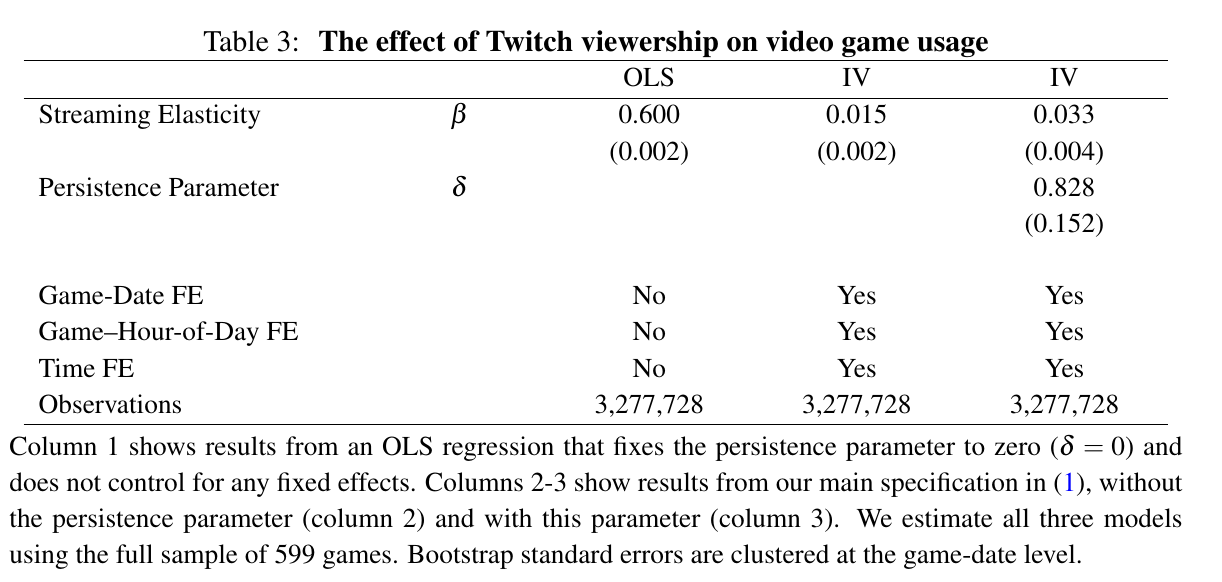 Table 3: The effect of Twitch viewership on video game usage
OLS IV IV
Streaming Elasticity β 0.600 0.015 0.033
(0.002) (0.002) (0.004)
Persistence Parameter δ 0.828
(0.152)
Game-Date FE No Yes Yes
Game–Hour-of-Day FE No Yes Yes
Time FE No Yes Yes
Observations 3,277,728 3,277,728 3,277,728
Column 1 shows results from an OLS regression that fixes the persistence parameter to zero (δ = 0) and
does not control for any fixed effects. Columns 2-3 show results from our main specification in (1), without
the persistence parameter (column 2) and with this parameter (column 3). We estimate all three models
using the full sample of 599 games. Bootstrap standard errors are clustered at the game-date level.